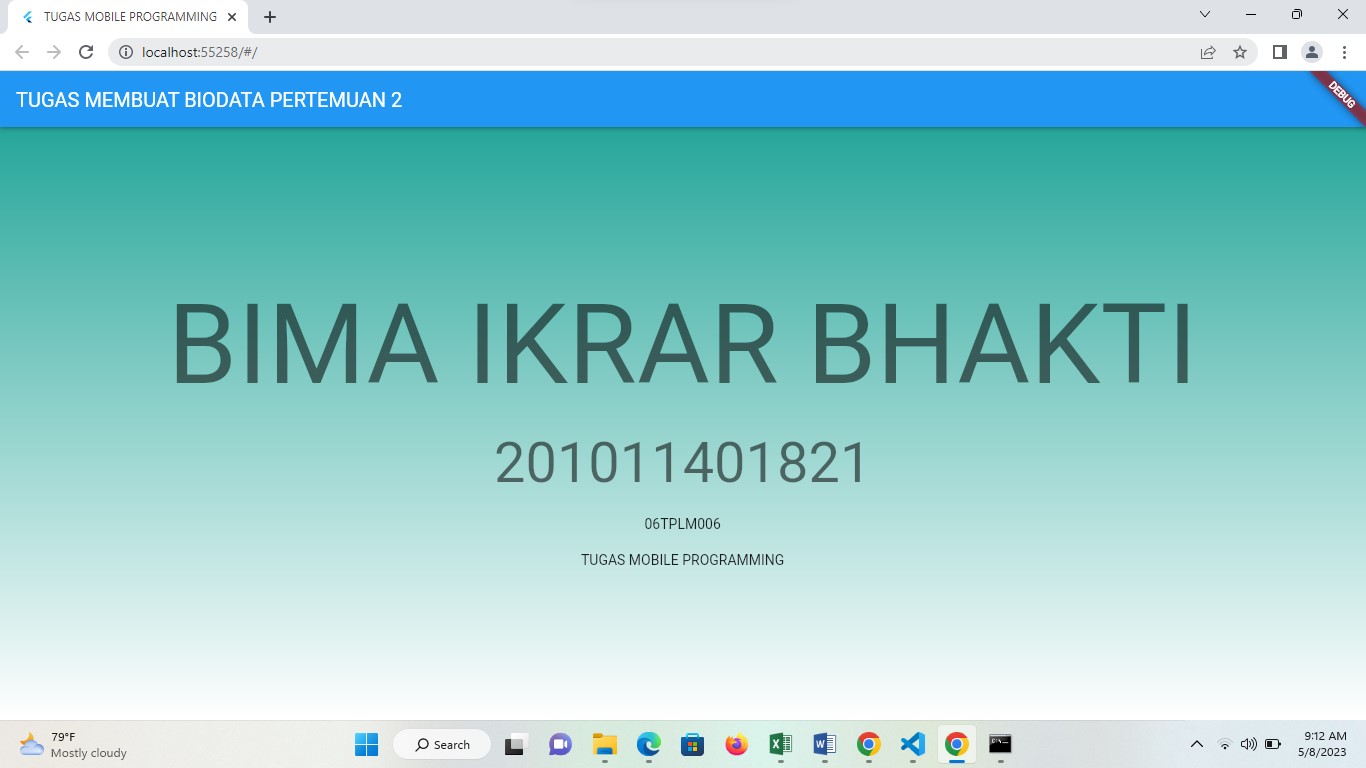 TUGAS MOBILE PROGRAMMING
localhost:55258/#/
TUGAS MEMBUAT BIODATA PERTEMUAN 2
DEBUG
BIMA IKRAR BHAKTI
201011401821
06TPLM006
TUGAS MOBILE PROGRAMMING
79°F
Mostly cloudy
Search
9:12 AM
5/8/2023